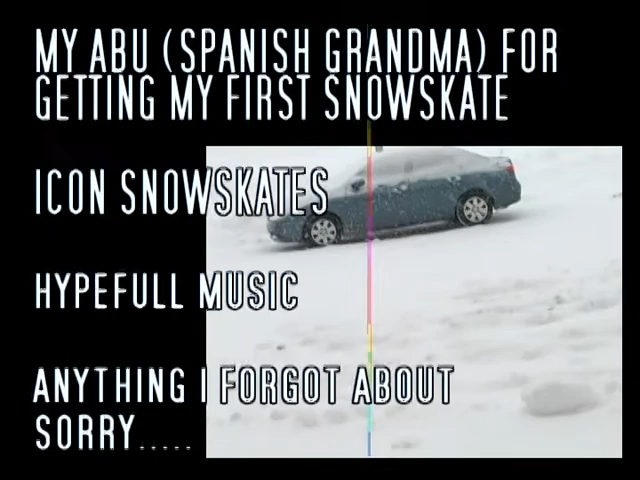 MY ABU (SPANISH GRANDMA) FOR
GETTING MY FIRST SNOWSKATE
ICON SNOWSKATES
HYPEFULL MUSIC
ANYTHING I FORGOT ABOUT
SORRY.....